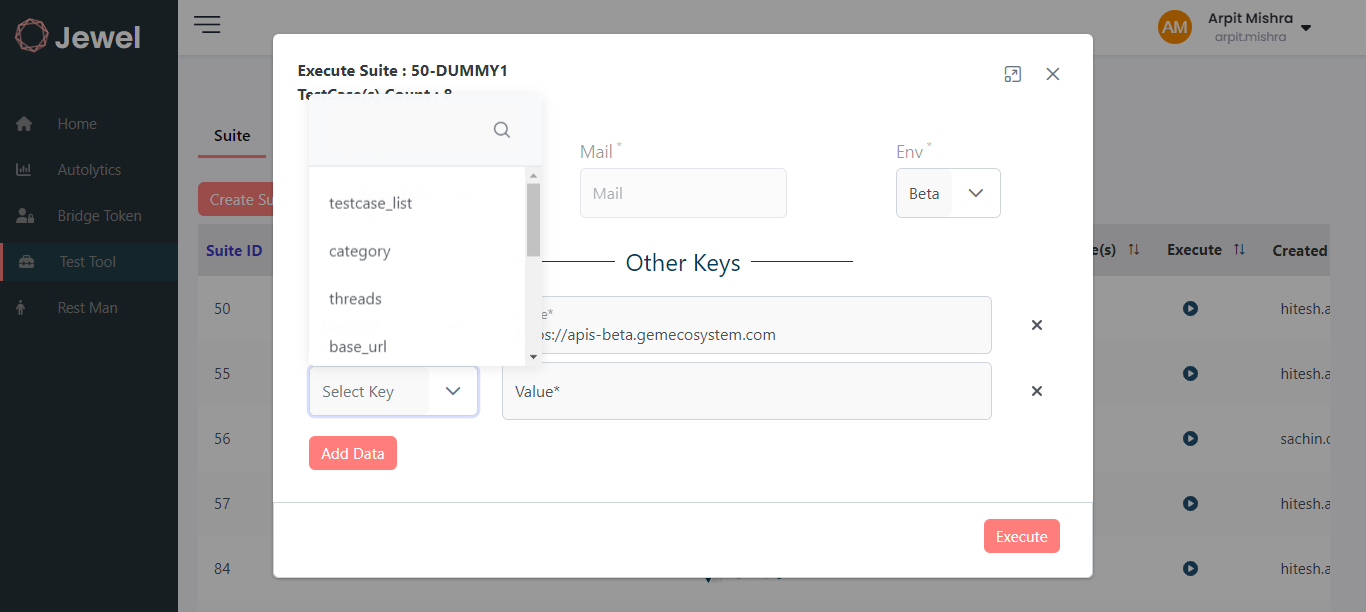 Jewel
Home
Autolytics
Bridge Token
Test Tool
Rest Man
AM
Arpit Mishra
arpit.mishra
Suite
Create Su
Suite ID
e(s)
Execute
Created
50
hitesh.a
55
hitesh.a
56
sachin.c
57
hitesh.a
84
hitesh.a
Execute Suite : 50-DUMMY1
TestCase(s) Count : 8
Mail *
Mail
Env *
Beta
Other Keys
testcase_list
category
threads
base_url
e*
s://apis-beta.gemecosystem.com
Select Key
Value*
Add Data
Execute